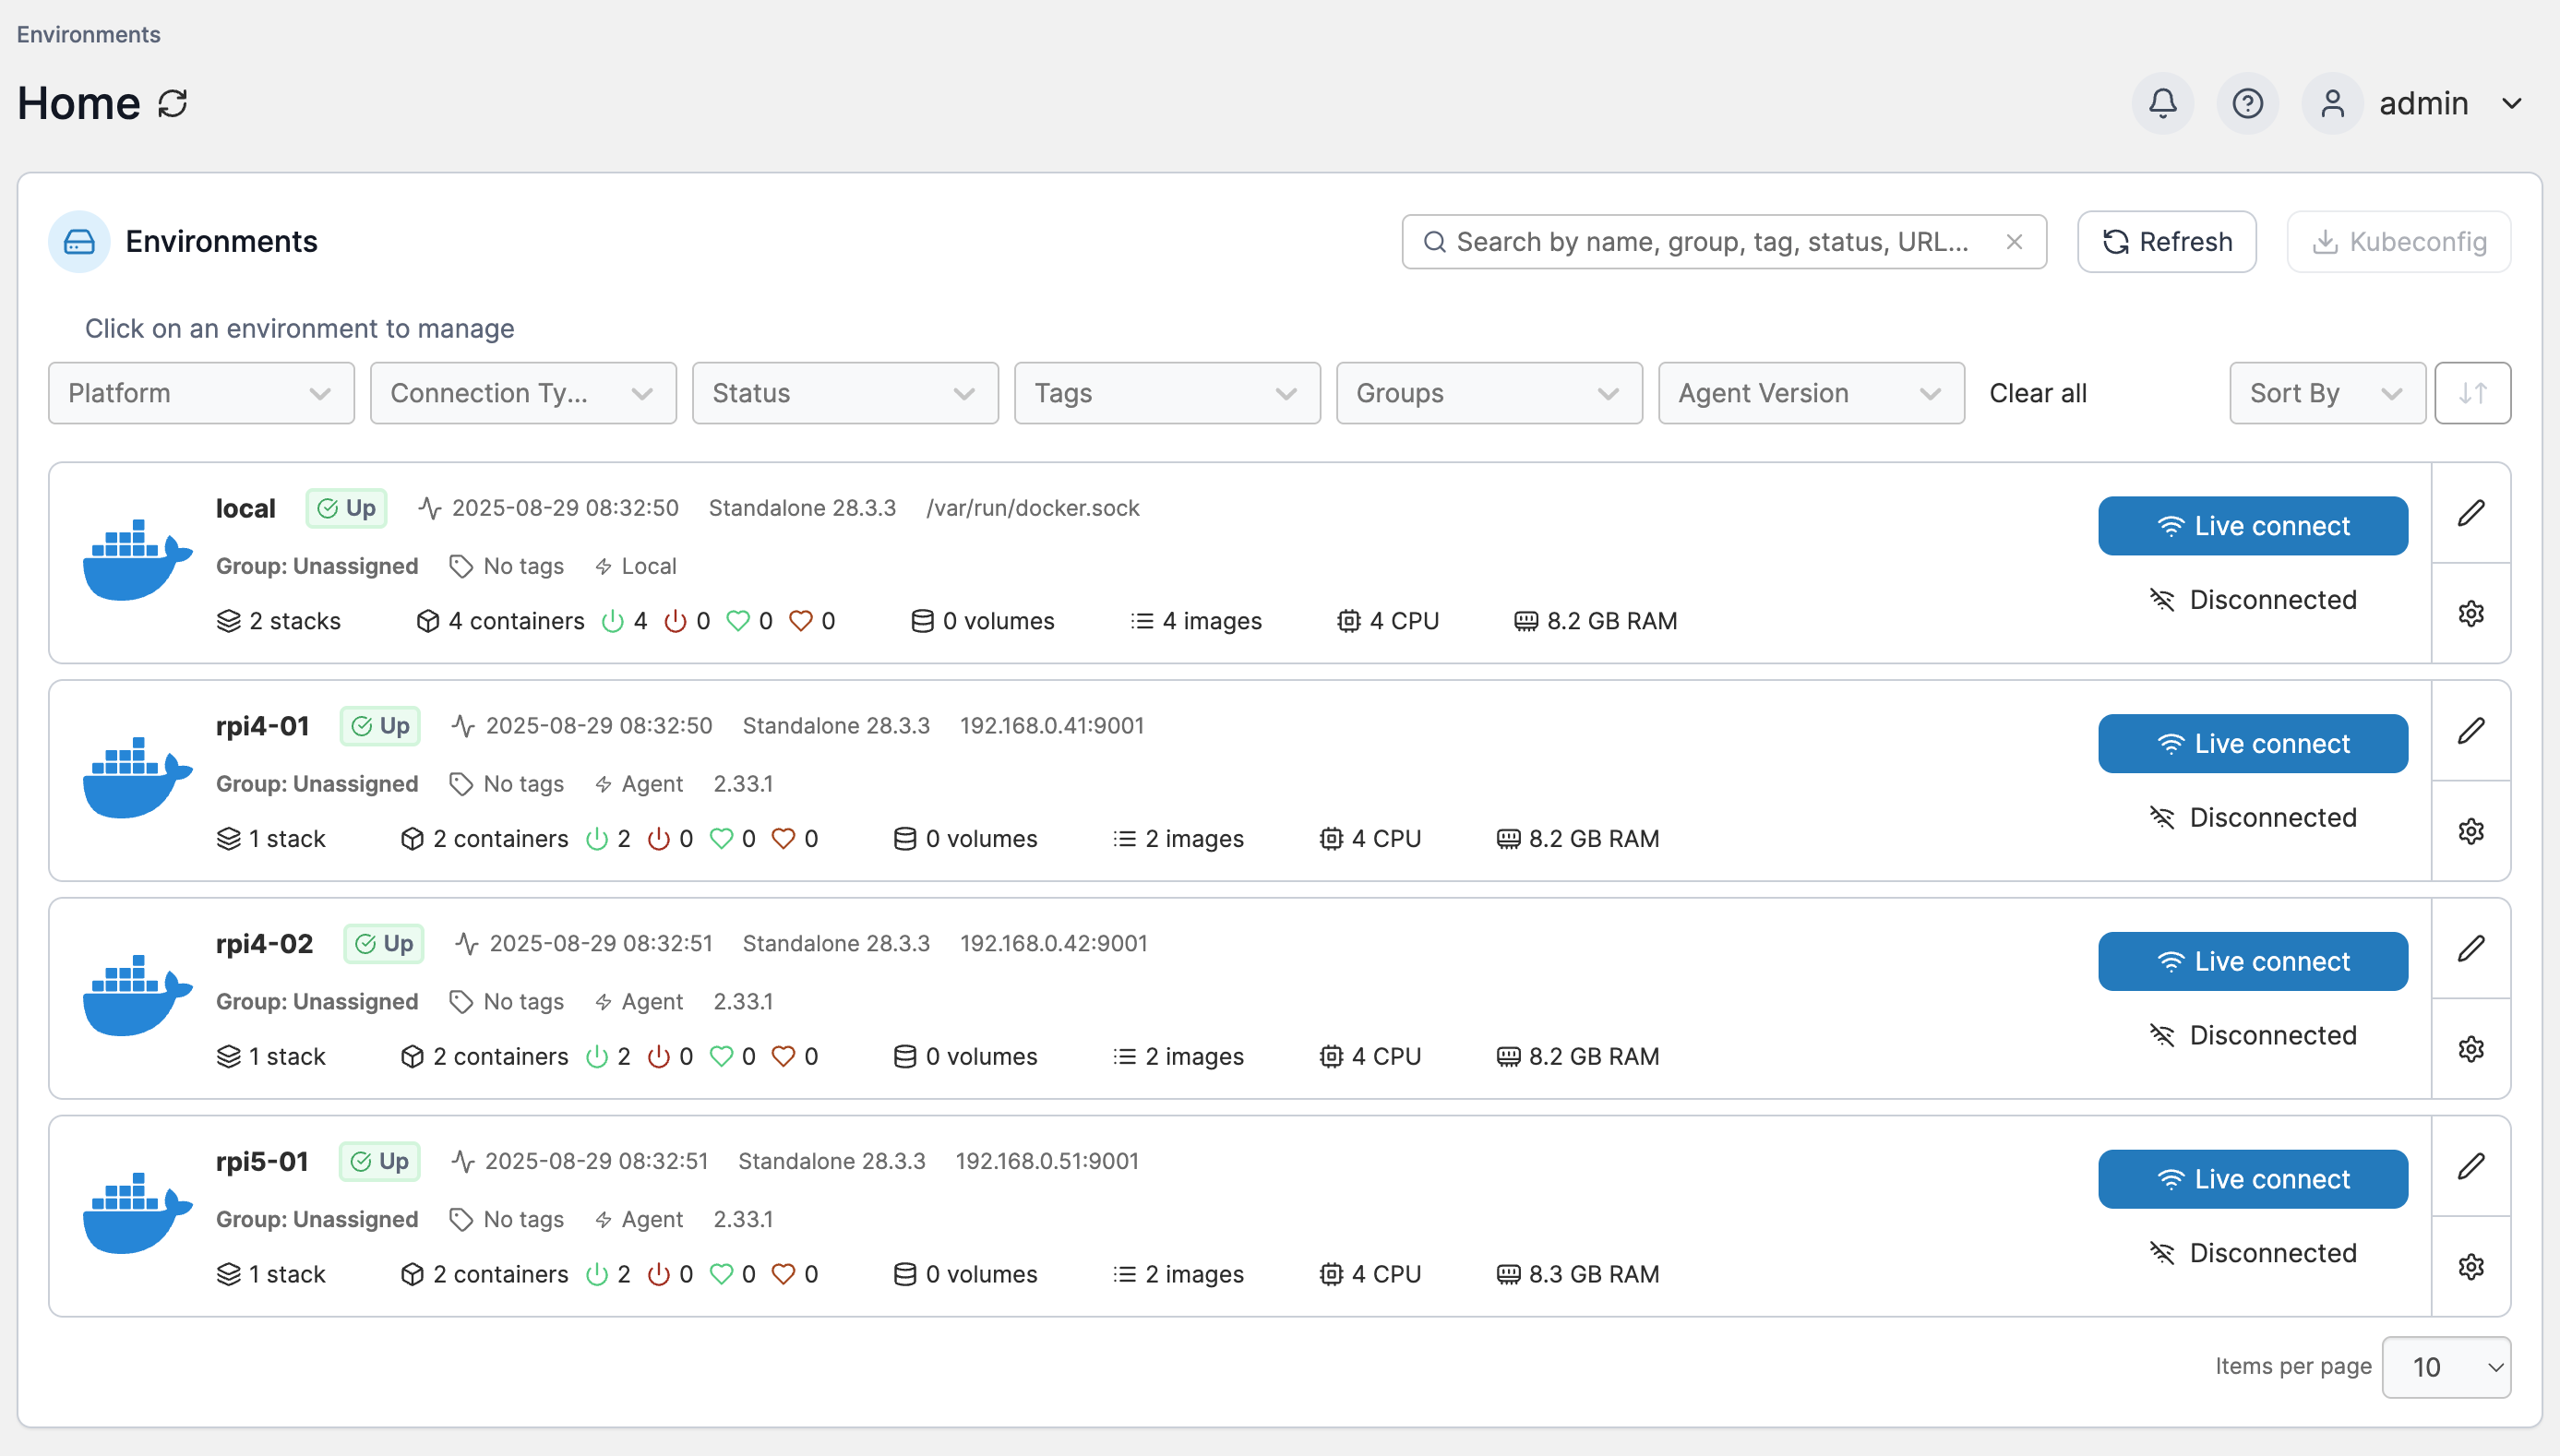 Environments
Home
admin
Environments
Search by name, group, tag, status, URL...
Refresh
Kubeconfig
Click on an environment to manage
Platform
Connection Ty...
Status
Tags
Groups
Agent Version
Clear all
Sort By
local Up 2025-08-29 08:32:50 Standalone 28.3.3 /var/run/docker.sock
Group: Unassigned No tags Local
2 stacks 4 containers 4 0 0 0 0 volumes 4 images 4 CPU 8.2 GB RAM
Live connect
Disconnected
rpi4-01 Up 2025-08-29 08:32:50 Standalone 28.3.3 192.168.0.41:9001
Group: Unassigned No tags Agent 2.33.1
1 stack 2 containers 2 0 0 0 0 volumes 2 images 4 CPU 8.2 GB RAM
Live connect
Disconnected
rpi4-02 Up 2025-08-29 08:32:51 Standalone 28.3.3 192.168.0.42:9001
Group: Unassigned No tags Agent 2.33.1
1 stack 2 containers 2 0 0 0 0 volumes 2 images 4 CPU 8.2 GB RAM
Live connect
Disconnected
rpi5-01 Up 2025-08-29 08:32:51 Standalone 28.3.3 192.168.0.51:9001
Group: Unassigned No tags Agent 2.33.1
1 stack 2 containers 2 0 0 0 0 volumes 2 images 4 CPU 8.3 GB RAM
Live connect
Disconnected
Items per page 10